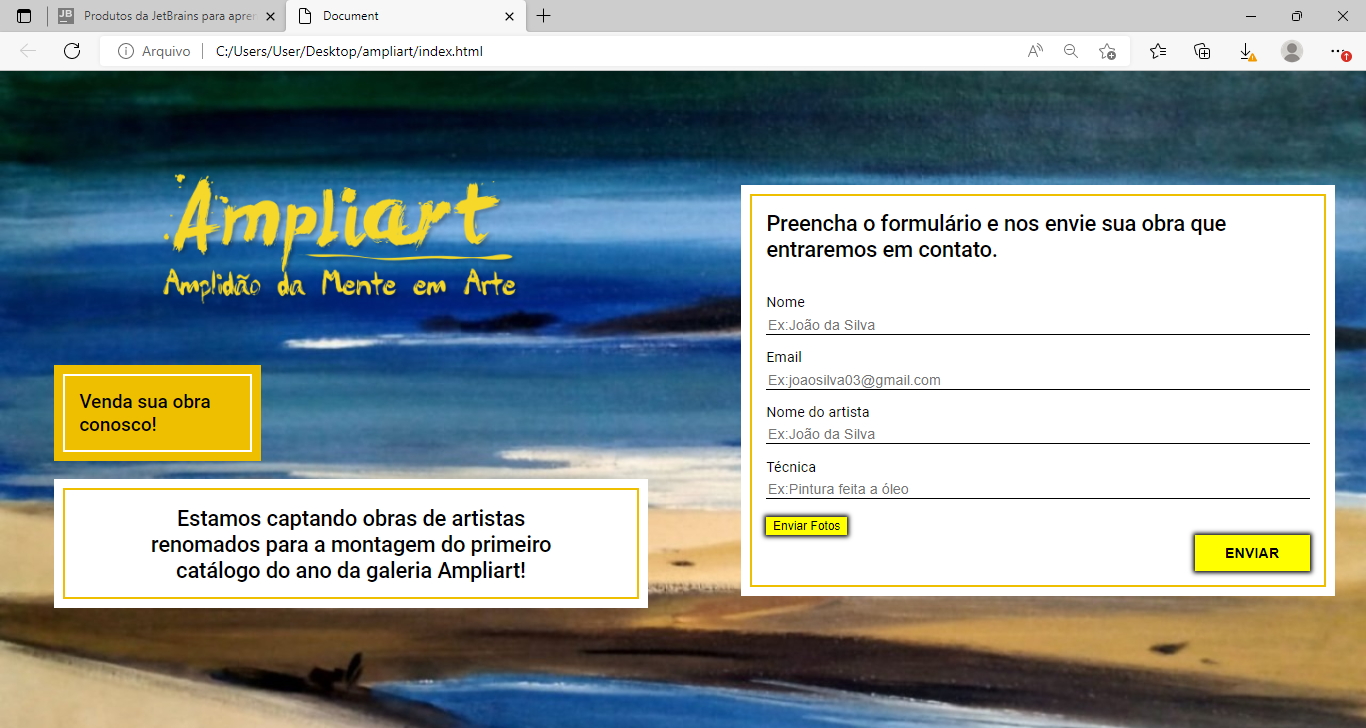 Produtos da JetBrains para apren
Document
Arquivo
C:/Users/User/Desktop/ampliart/index.html
Ampliart
Amplidão da Mente em Arte
Venda sua obra
conosco!
Estamos captando obras de artistas
renomados para a montagem do primeiro
catálogo do ano da galeria Ampliart!
Preencha o formulário e nos envie sua obra que
entraremos em contato.
Nome
Ex:João da Silva
Email
Ex:joaosilva03@gmail.com
Nome do artista
Ex:João da Silva
Técnica
Ex:Pintura feita a óleo
Enviar Fotos
ENVIAR